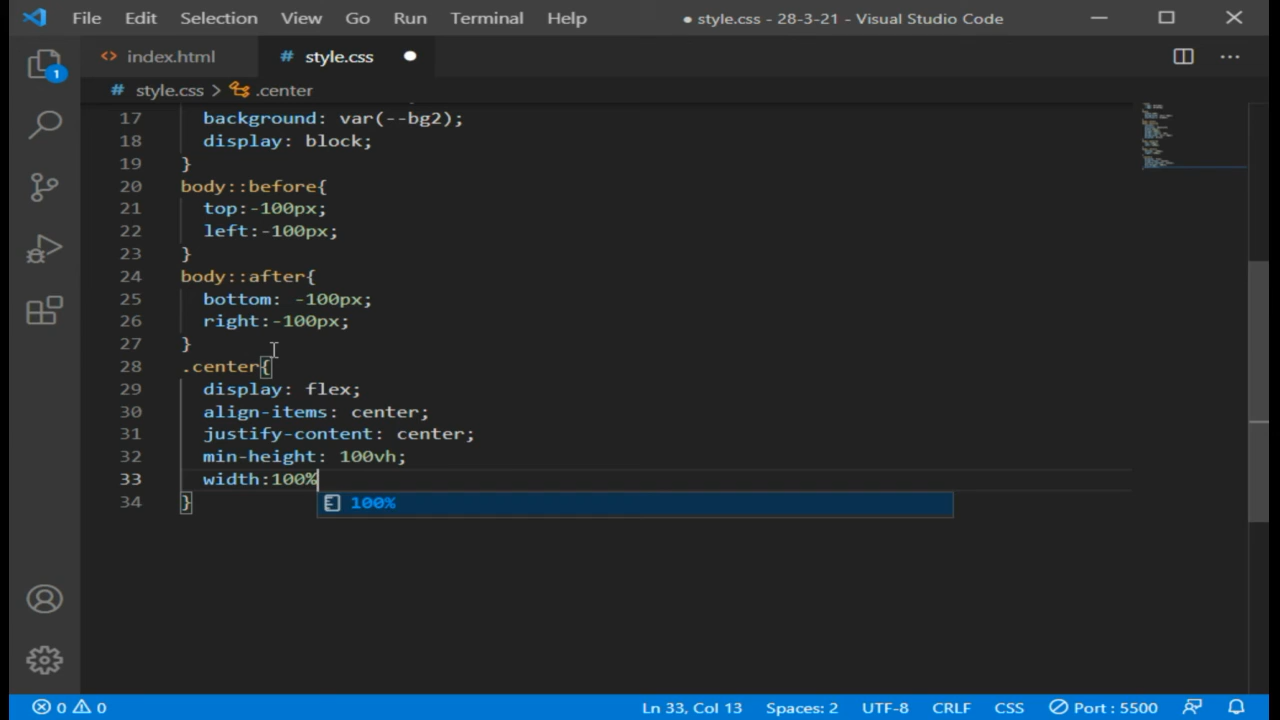 File Edit Selection View Go Run Terminal Help ● style.css - 28-3-21 - Visual Studio Code
<> index.html # style.css ●
# style.css > .center
1
17 background: var(--bg2);
18 display: block;
19 }
20 body::before{
21 top:-100px;
22 left:-100px;
23 }
24 body::after{
25 bottom: -100px;
26 right:-100px;
27 }
28 .center{
29 display: flex;
30 align-items: center;
31 justify-content: center;
32 min-height: 100vh;
33 width:100%
100%
34 }
0 0 Ln 33, Col 13 Spaces: 2 UTF-8 CRLF CSS Port : 5500